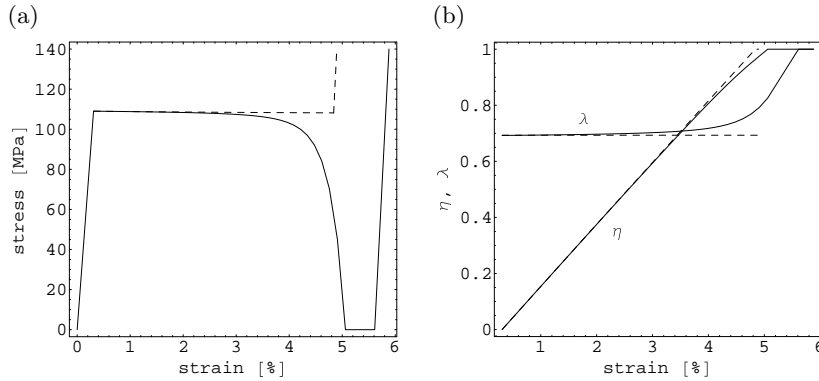 (a)
140
120
100
80
60
40
20
0
stress [MPa]
0 1 2 3 4 5 6
strain [%]
(b)
1
0.8
0.6
0.4
0.2
0
η, λ
λ
η
1 2 3 4 5 6
strain [%]